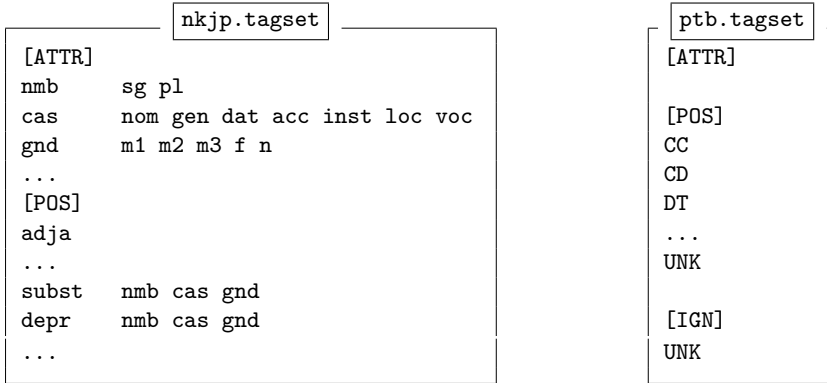 nkjp.tagset
[ATTR]
nmb sg pl
cas nom gen dat acc inst loc voc
gnd m1 m2 m3 f n
...
[POS]
adja
...
subst nmb cas gnd
depr nmb cas gnd
...
ptb.tagset
[ATTR]
[POS]
CC
CD
DT
...
UNK
[IGN]
UNK